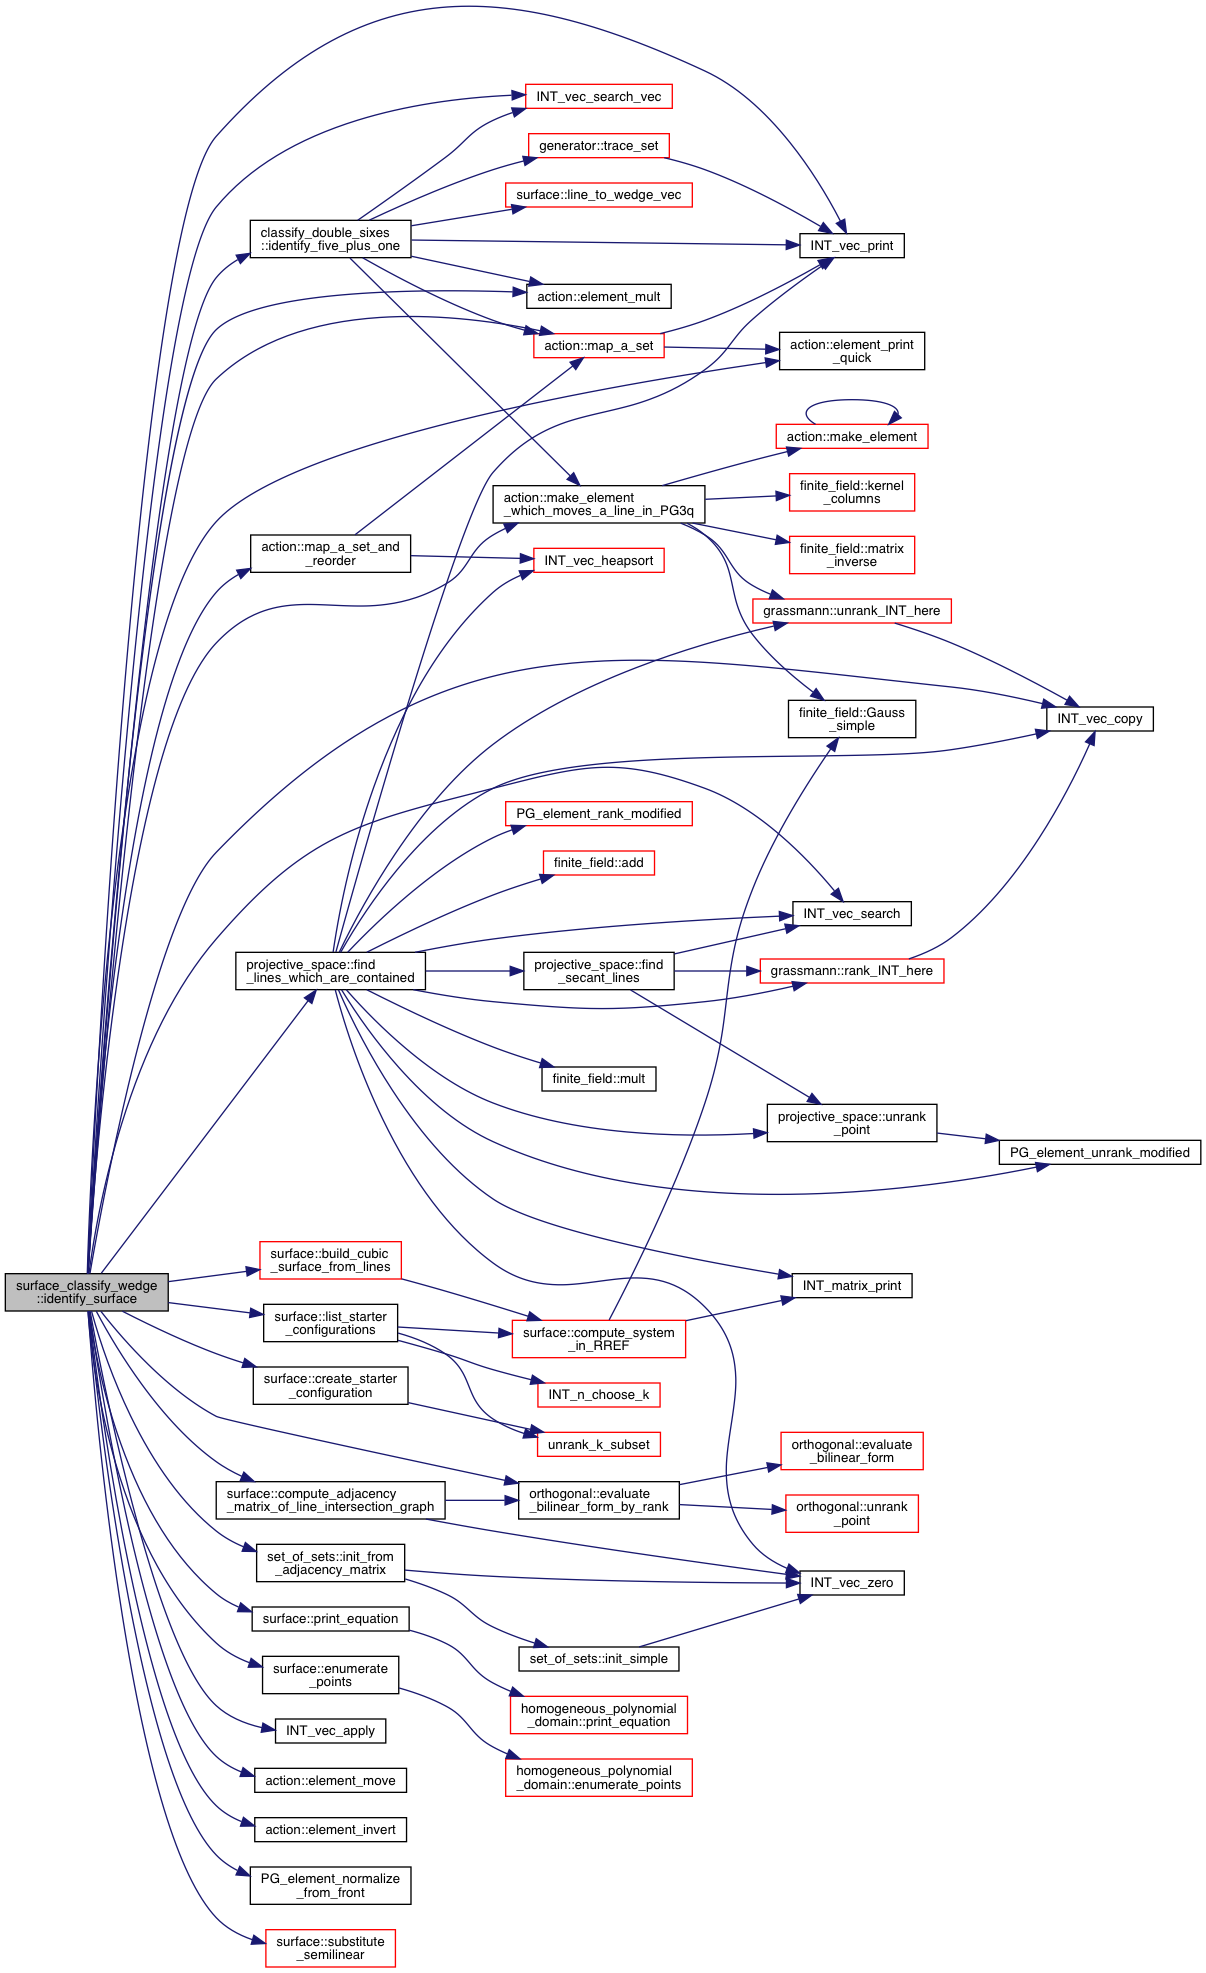 INT_vec_search_vec
generator::trace_set
surface::line_to_wedge_vec
classify_double_sixes
::identify_five_plus_one
INT_vec_print
action::element_mult
action::map_a_set
action::element_print
_quick
action::make_element
finite_field::kernel
_columns
action::make_element
_which_moves_a_line_in_PG3q
action::map_a_set_and
_reorder
INT_vec_heapsort
finite_field::matrix
_inverse
grassmann::unrank_INT_here
finite_field::Gauss
_simple
INT_vec_copy
PG_element_rank_modified
finite_field::add
INT_vec_search
projective_space::find
_lines_which_are_contained
projective_space::find
_secant_lines
grassmann::rank_INT_here
finite_field::mult
projective_space::unrank
_point
PG_element_unrank_modified
surface_classify_wedge
::identify_surface
surface::build_cubic
_surface_from_lines
INT_matrix_print
surface::list_starter
_configurations
surface::compute_system
_in_RREF
surface::create_starter
_configuration
INT_n_choose_k
unrank_k_subset
orthogonal::evaluate
_bilinear_form
surface::compute_adjacency
_matrix_of_line_intersection_graph
orthogonal::evaluate
_bilinear_form_by_rank
orthogonal::unrank
_point
set_of_sets::init_from
_adjacency_matrix
INT_vec_zero
surface::print_equation
set_of_sets::init_simple
surface::enumerate
_points
homogeneous_polynomial
_domain::print_equation
INT_vec_apply
homogeneous_polynomial
_domain::enumerate_points
action::element_move
action::element_invert
PG_element_normalize
_from_front
surface::substitute
_semilinear